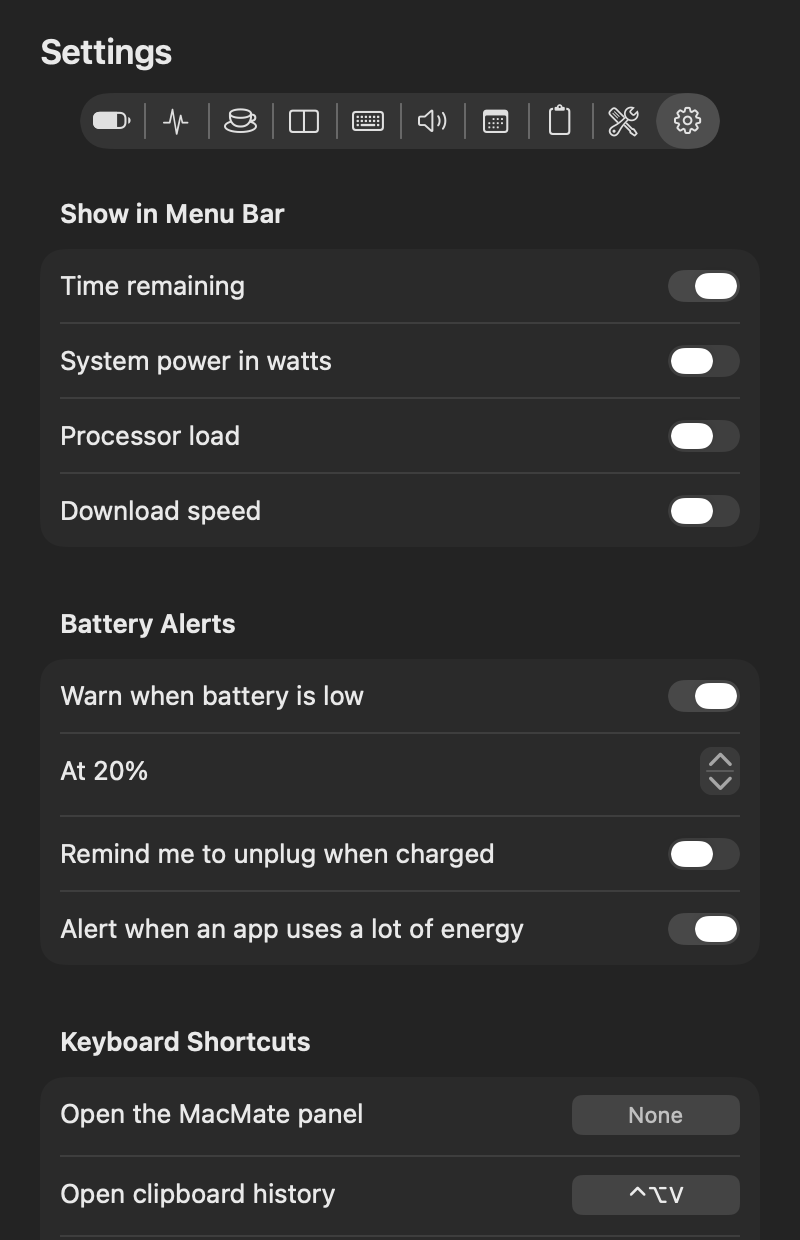 Settings
Show in Menu Bar
Time remaining
System power in watts
Processor load
Download speed
Battery Alerts
Warn when battery is low
At 20%
Remind me to unplug when charged
Alert when an app uses a lot of energy
Keyboard Shortcuts
Open the MacMate panel
None
Open clipboard history
^⌥V